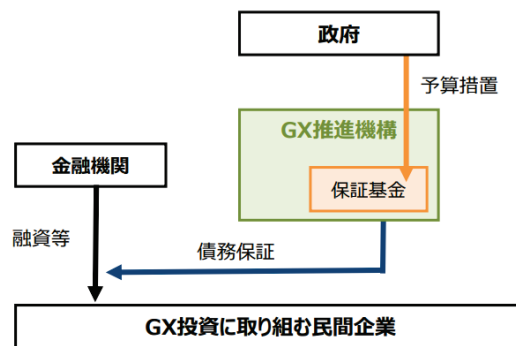 政府
予算措置
GX推進機構
金融機関
保証基金
融資等
債務保証
GX投資に取り組む民間企業